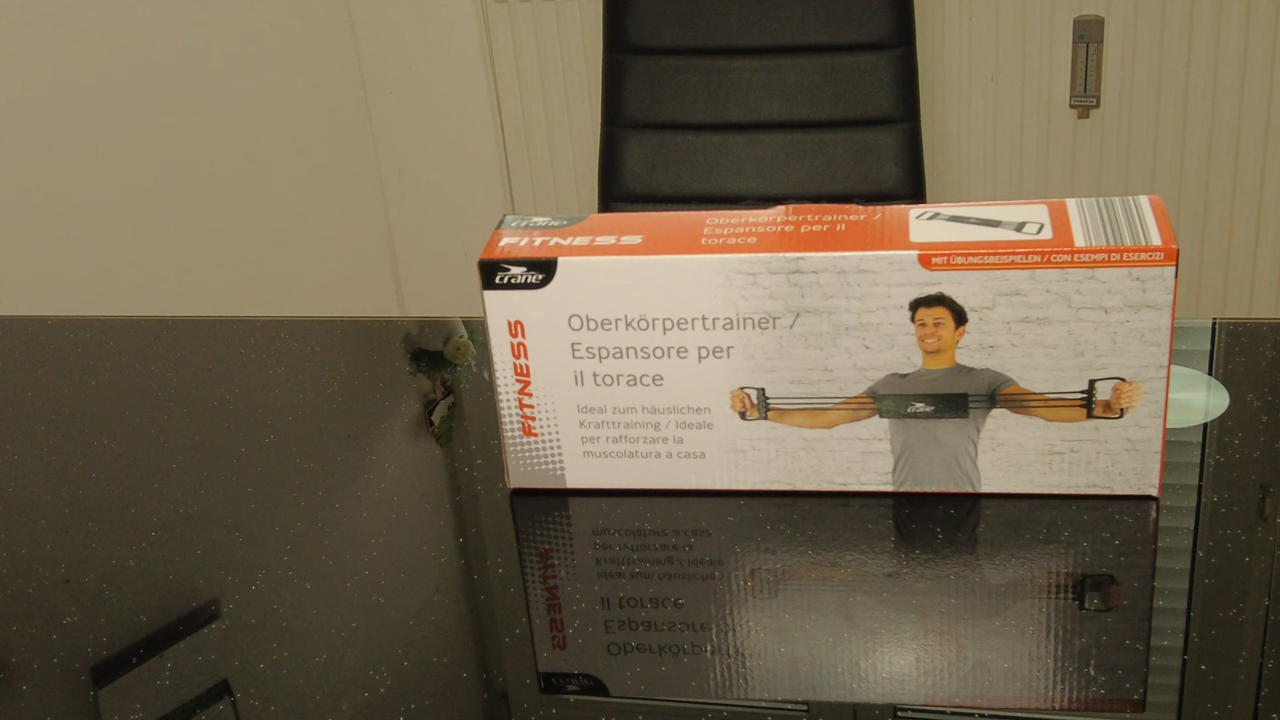 crane
FITNESS
Oberkörpertrainer /
Espansore per il
torace
MIT ÜBUNGSBEISPIELEN / CON ESEMPI DI ESERCIZI
crane
FITNESS
Oberkörpertrainer /
Espansore per
il torace
Ideal zum häuslichen
Krafttraining / Ideale
per rafforzare la
muscolatura a casa
crane